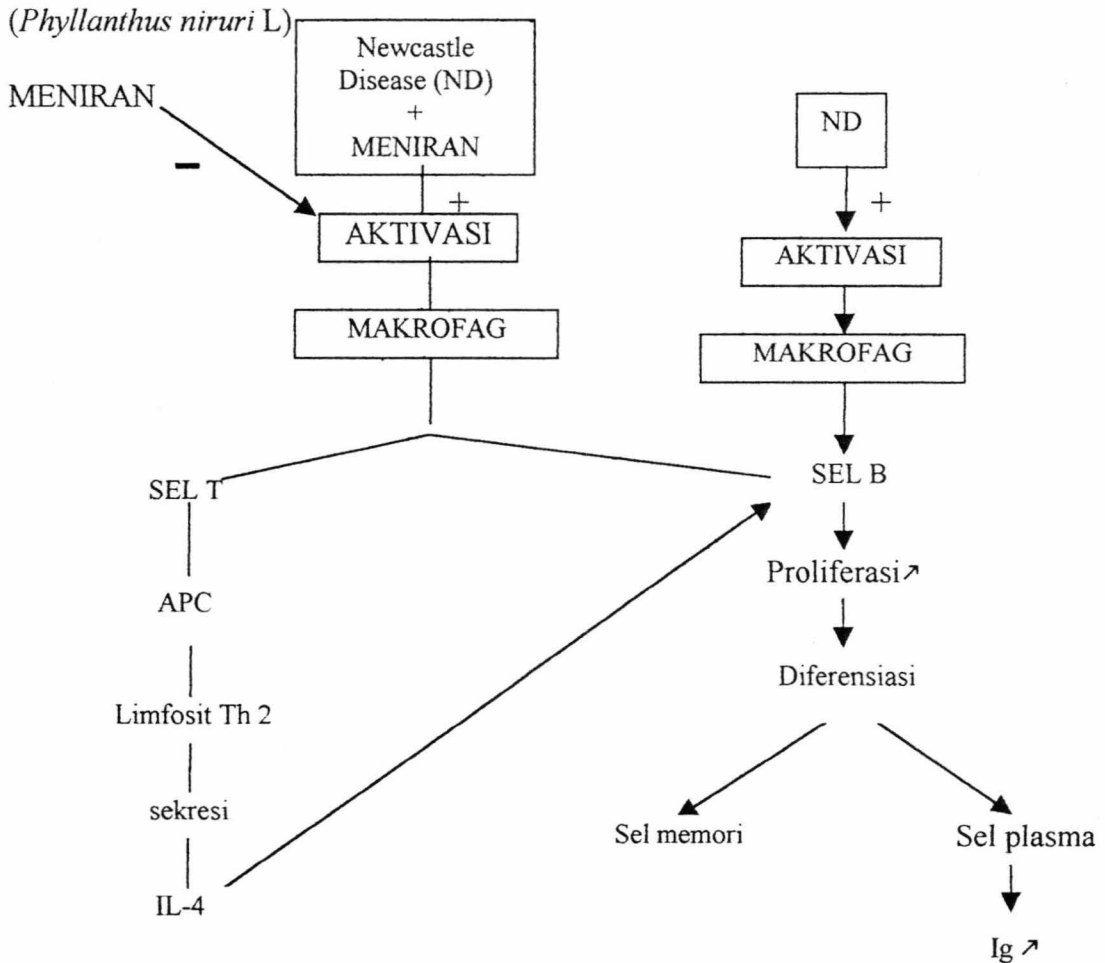 (Phyllanthus niruri L)
MENIRAN
–
Newcastle
Disease (ND)
+
MENIRAN
+
AKTIVASI
MAKROFAG
SEL T
APC
Limfosit Th 2
sekresi
IL-4
ND
+
AKTIVASI
MAKROFAG
SEL B
Proliferasi↗
Diferensiasi
Sel memori
Sel plasma
Ig ↗